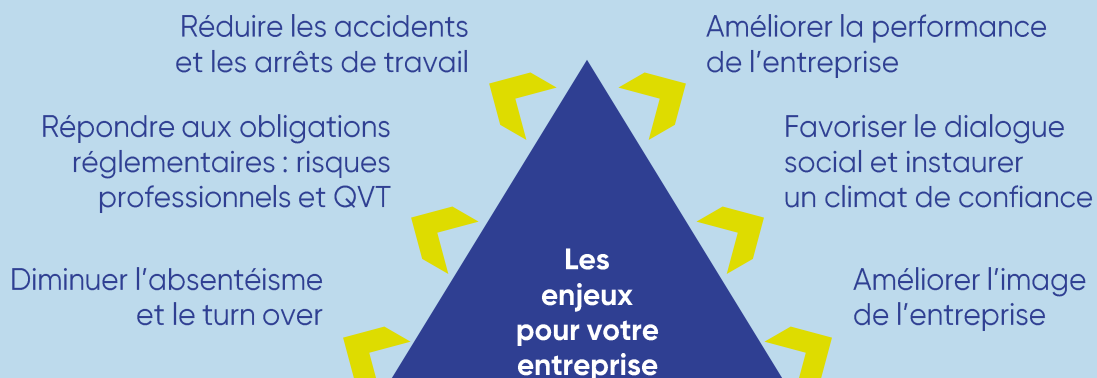 Réduire les accidents
et les arrêts de travail
Répondre aux obligations
réglementaires : risques
professionnels et QVT
Diminuer l'absentéisme
et le turn over
Améliorer la performance
de l'entreprise
Favoriser le dialogue
social et instaurer
un climat de confiance
Améliorer l'image
de l'entreprise
Les
enjeux
pour votre
entreprise